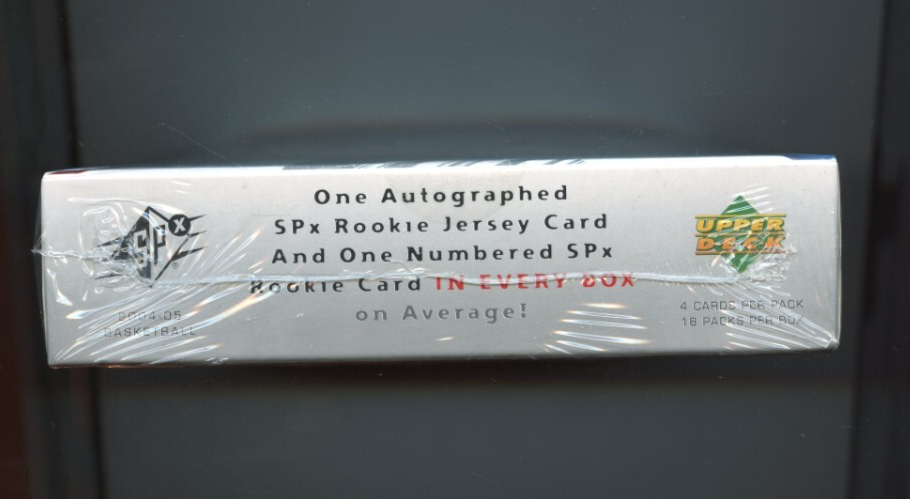 One Autographed
SPx Rookie Jersey Card
And One Numbered SPx
Rookie Card IN EVERY BOX
on Average!
SPx
2004-05
BASKETBALL
UPPER
DECK
4 CARDS PER PACK
18 PACKS PER BOX